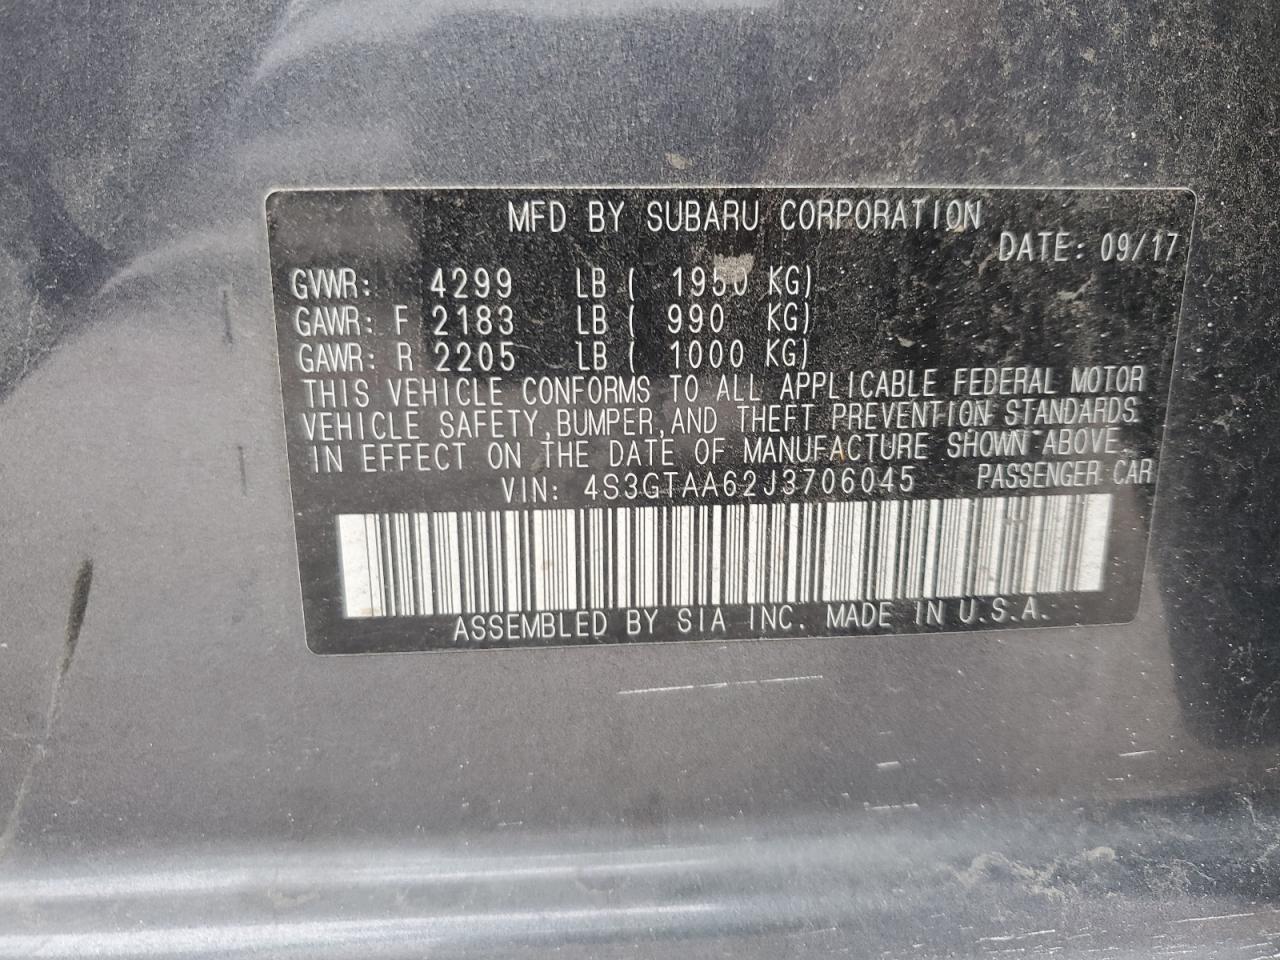 MFD BY SUBARU CORPORATION
DATE: 09/17
GVWR: 4299 LB ( 1950 KG)
GAWR: F 2183 LB ( 990 KG)
GAWR: R 2205 LB ( 1000 KG)
THIS VEHICLE CONFORMS TO ALL APPLICABLE FEDERAL MOTOR
VEHICLE SAFETY, BUMPER, AND THEFT PREVENTION STANDARDS
IN EFFECT ON THE DATE OF MANUFACTURE SHOWN ABOVE.
VIN: 4S3GTAA62J3706045 PASSENGER CAR
ASSEMBLED BY SIA INC. MADE IN U.S.A.